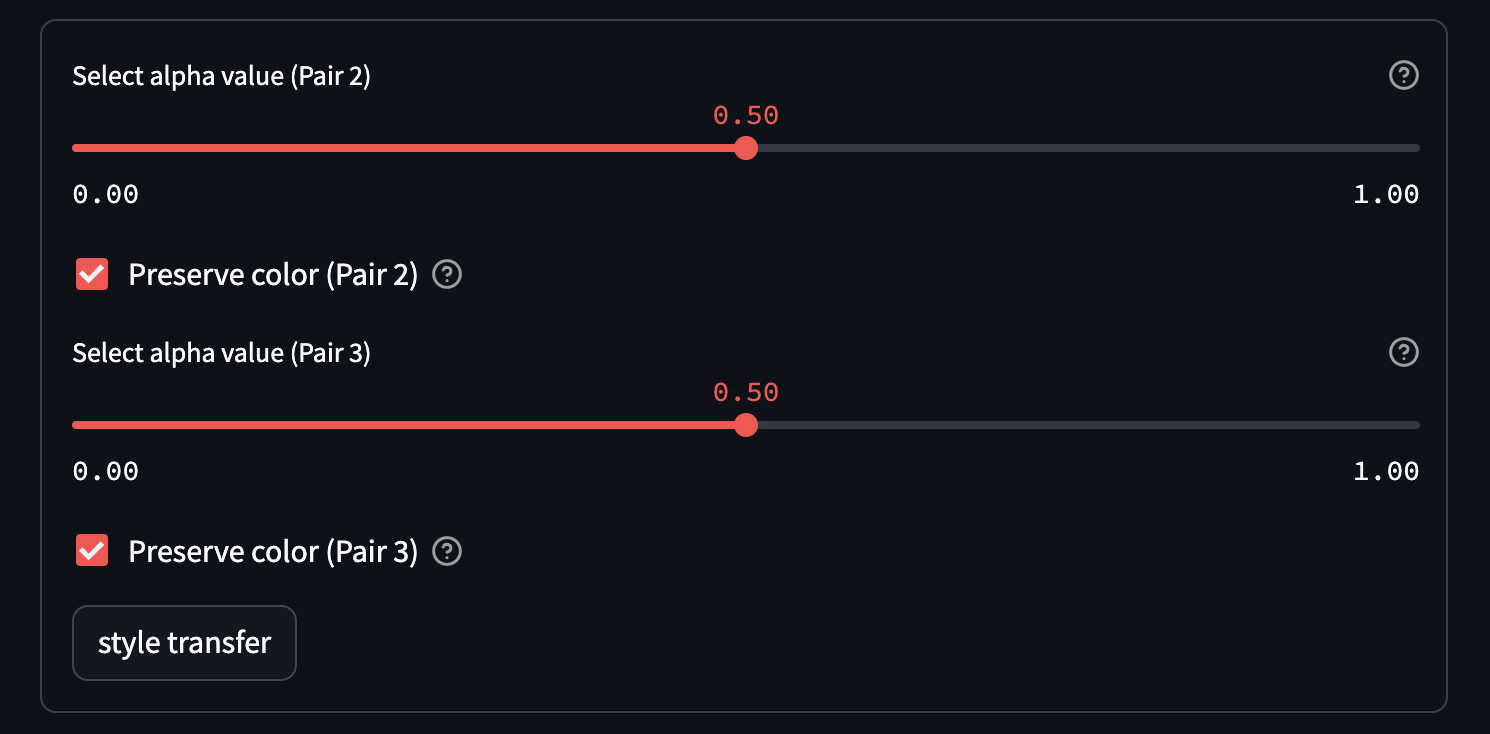 Select alpha value (Pair 2)
0.50
0.00 1.00
Preserve color (Pair 2)
Select alpha value (Pair 3)
0.50
0.00 1.00
Preserve color (Pair 3)
style transfer